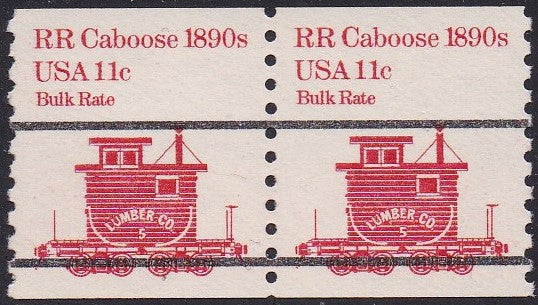 RR Caboose 1890s
USA 11c
Bulk Rate
LUMBER CO.
5
RR Caboose 1890s
USA 11c
Bulk Rate
LUMBER CO.
5